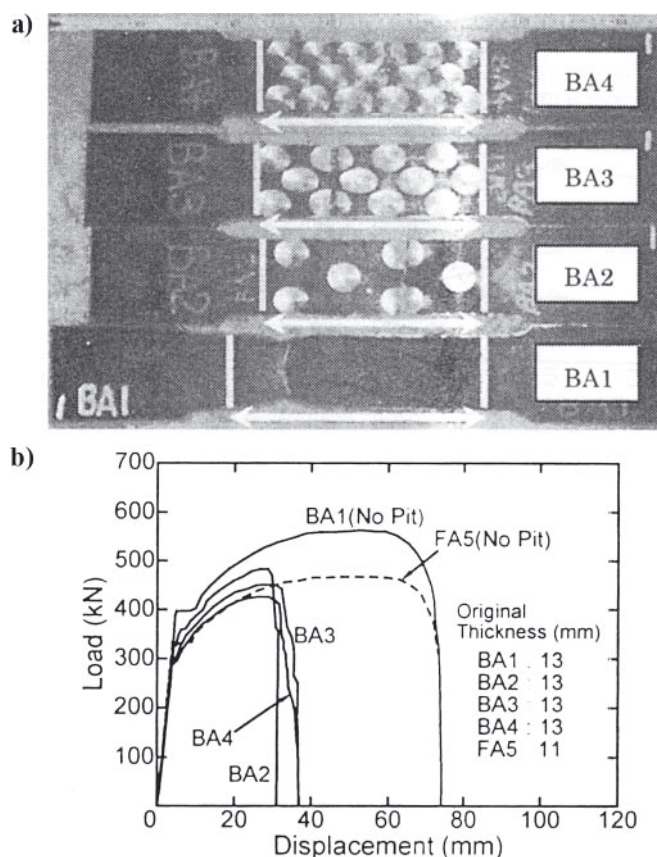 a)
BA4
BA3
BA2
BA1
BA3
BA1
b)
700
600
500
400
300
200
100
0
20
40
60
80
100
120
Load (kN)
Displacement (mm)
BA1(No Pit)
FA5(No Pit)
BA3
BA4
BA2
Original
Thickness (mm)
BA1 : 13
BA2 : 13
BA3 : 13
BA4 : 13
FA5 11